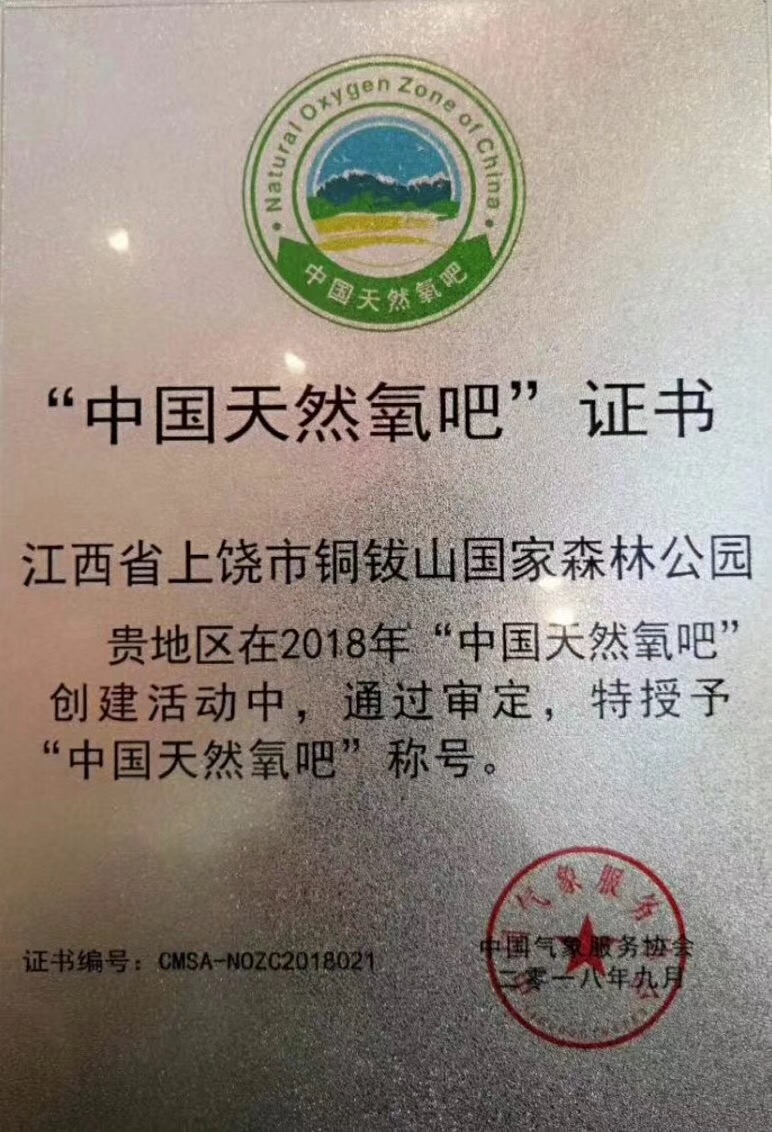 Natural Oxygen Zone of China
中国天然氧吧
“中国天然氧吧”证书
江西省上饶市铜钹山国家森林公园
贵地区在2018年“中国天然氧吧”
创建活动中，通过审定，特授予
“中国天然氧吧”称号。
证书编号：CMSA-NOZC2018021
中国气象服务协会
二零一八年九月
气象服务